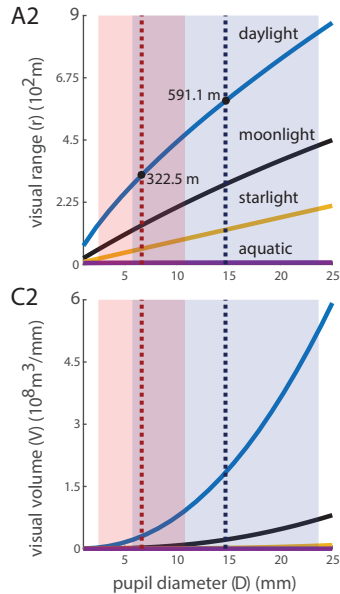 A2
visual range (r) (10²m)
9
6.75
4.5
2.25
0
daylight
591.1 m
moonlight
322.5 m
starlight
aquatic
5
10
15
20
25
C2
visual volume (V) (10⁸m³/mm)
6
4.5
3
1.5
0
5
10
15
20
25
pupil diameter (D) (mm)